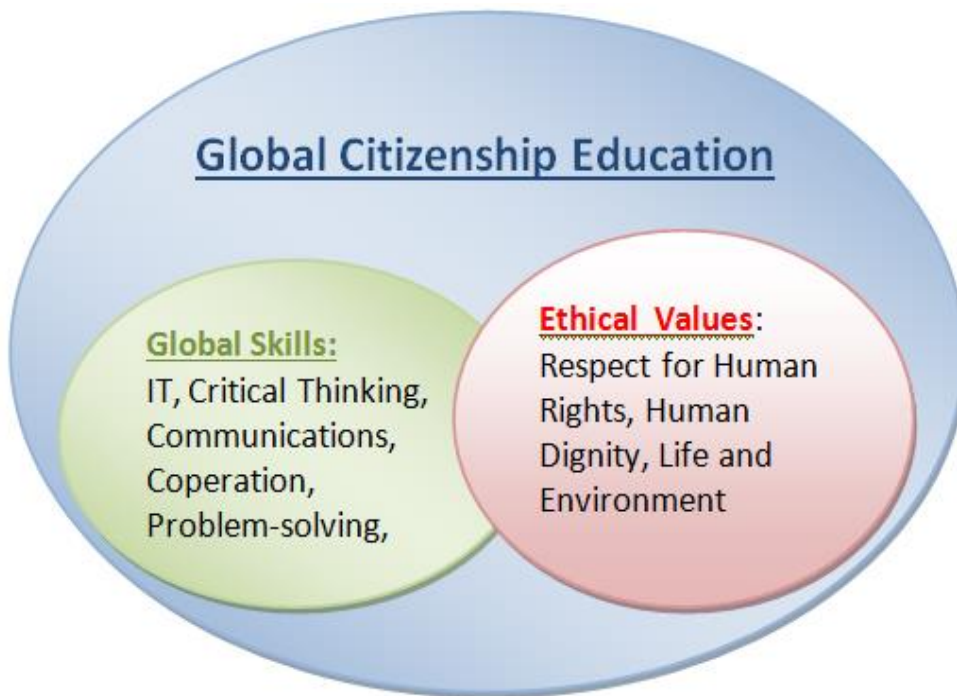 Global Citizenship Education
Global Skills:
IT, Critical Thinking,
Communications,
Coperation,
Problem-solving,
Ethical Values:
Respect for Human
Rights, Human
Dignity, Life and
Environment